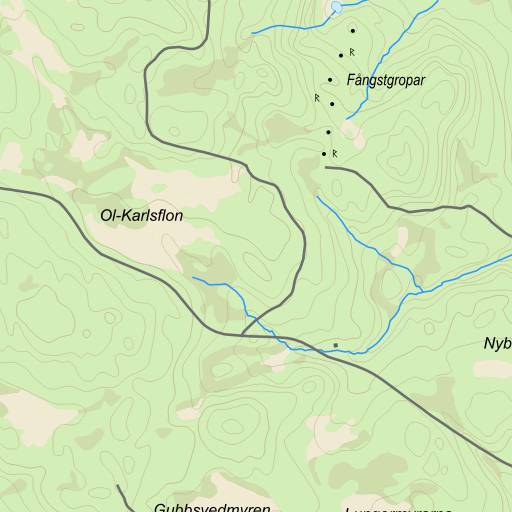 ᚱ
Fångstgropar
ᚱ
ᚱ
Ol-Karlsflon
Nyb
Gubbsvedmyren